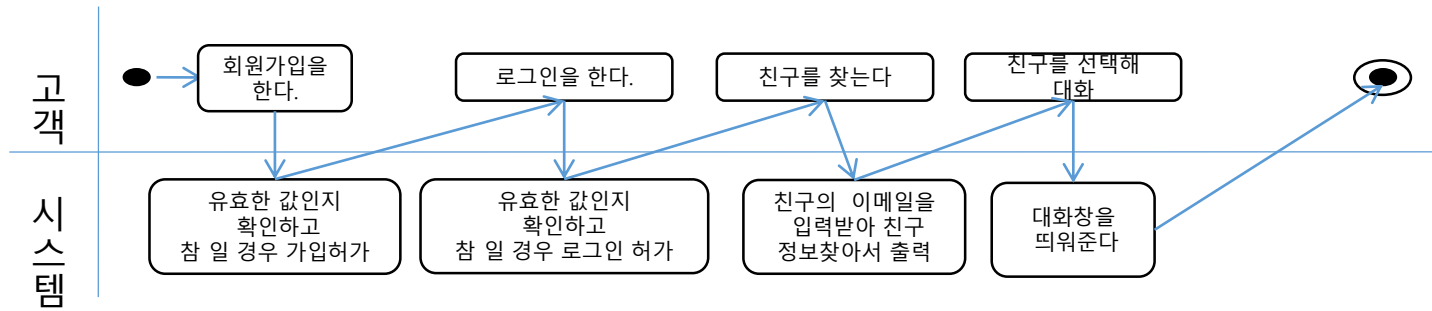 고객
회원가입을
한다.
로그인을 한다.
친구를 찾는다
친구를 선택해
대화
시스템
유효한 값인지
확인하고
참 일 경우 가입허가
유효한 값인지
확인하고
참 일 경우 로그인 허가
친구의 이메일을
입력받아 친구
정보찾아서 출력
대화창을
띄워준다